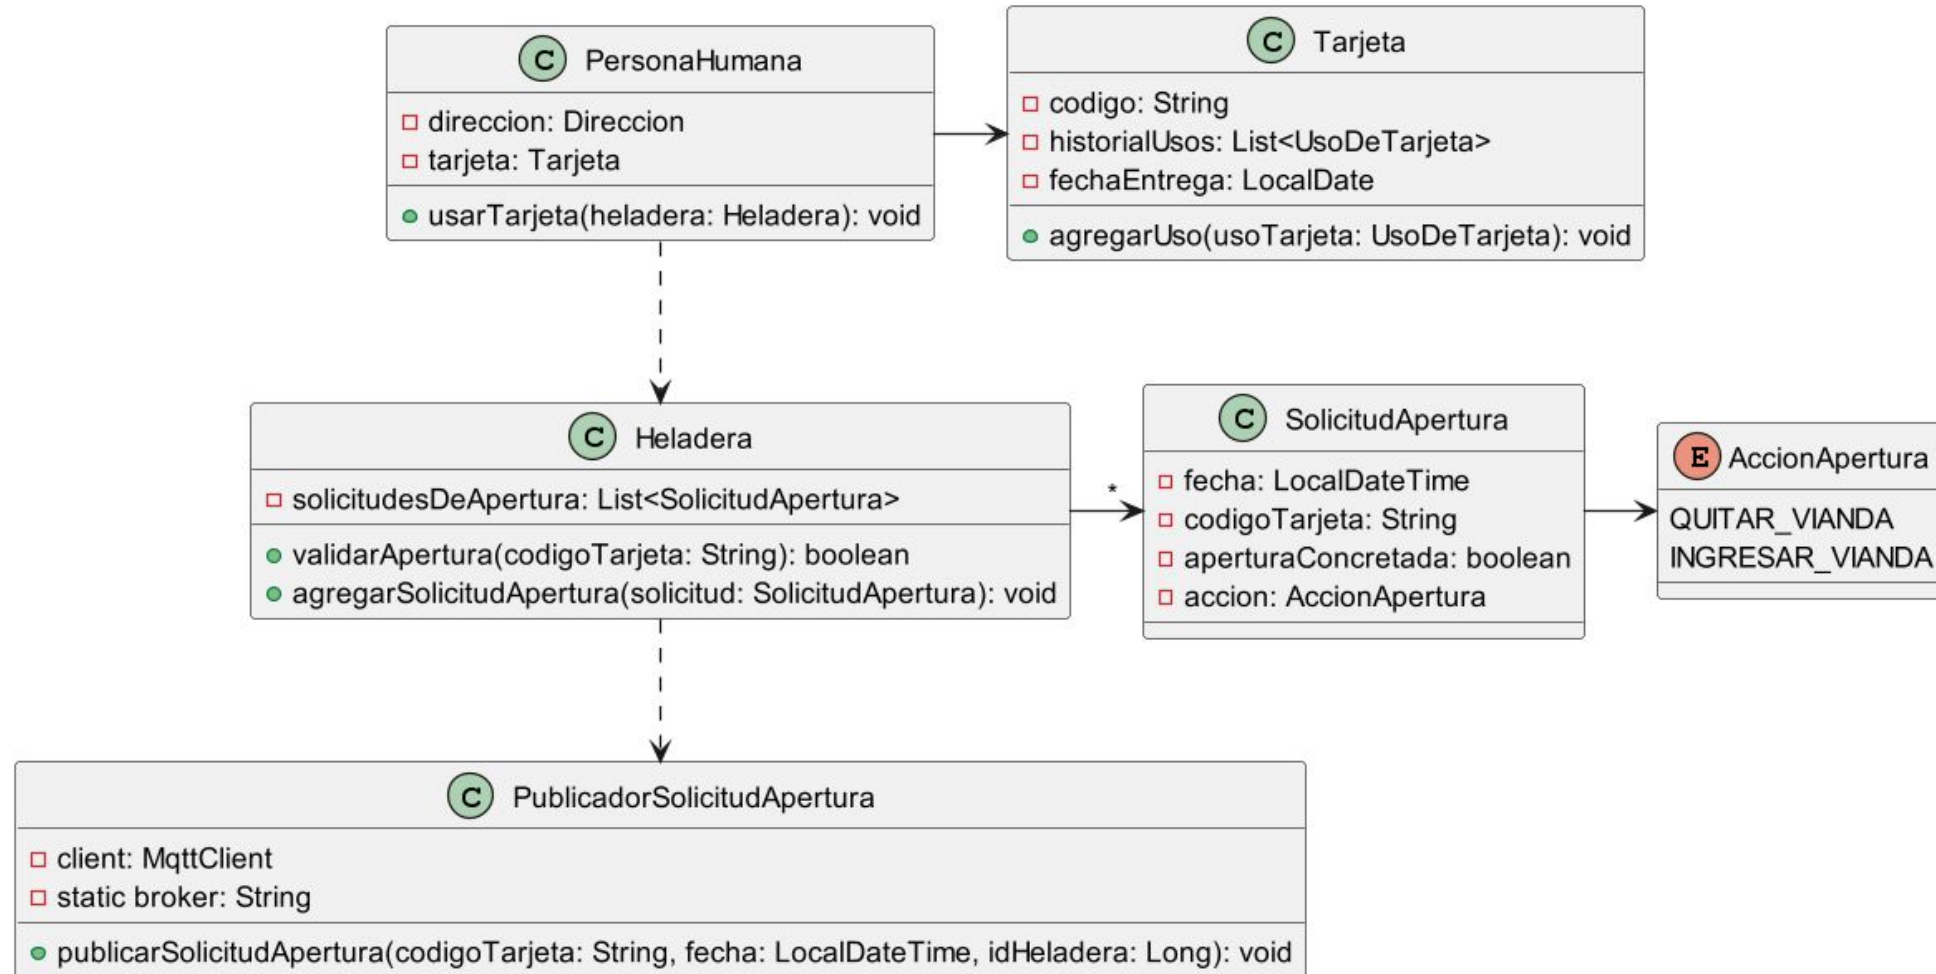 C PersonaHumana
direccion: Direccion
tarjeta: Tarjeta
usarTarjeta(heladera: Heladera): void
C Tarjeta
codigo: String
historialUsos: List<UsoDeTarjeta>
fechaEntrega: LocalDate
agregarUso(usoTarjeta: UsoDeTarjeta): void
C Heladera
solicitudesDeApertura: List<SolicitudApertura>
validarApertura(codigoTarjeta: String): boolean
agregarSolicitudApertura(solicitud: SolicitudApertura): void
*
C SolicitudApertura
fecha: LocalDateTime
codigoTarjeta: String
aperturaConcretada: boolean
accion: AccionApertura
E AccionApertura
QUITAR_VIANDA
INGRESAR_VIANDA
C PublicadorSolicitudApertura
client: MqttClient
static broker: String
publicarSolicitudApertura(codigoTarjeta: String, fecha: LocalDateTime, idHeladera: Long): void